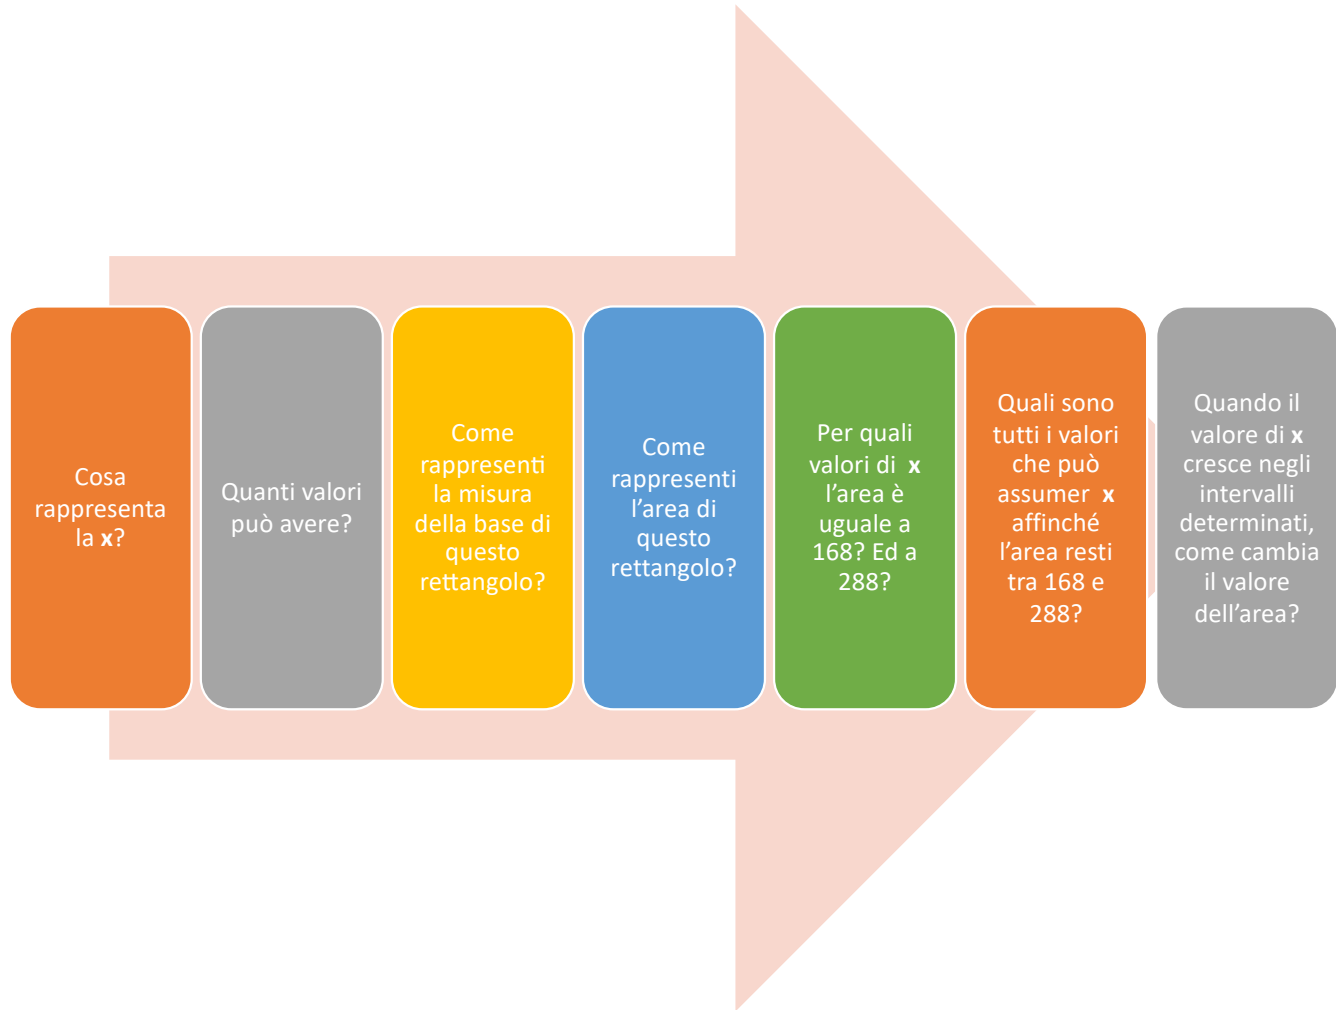 Cosa
rappresenta
la x?
Quanti valori
può avere?
Come
rappresenti
la misura
della base di
questo
rettangolo?
Come
rappresenti
l'area di
questo
rettangolo?
Per quali
valori di x
l'area è
uguale a
168? Ed a
288?
Quali sono
tutti i valori
che può
assumer x
affinché
l'area resti
tra 168 e
288?
Quando il
valore di x
cresce negli
intervalli
determinati,
come cambia
il valore
dell'area?